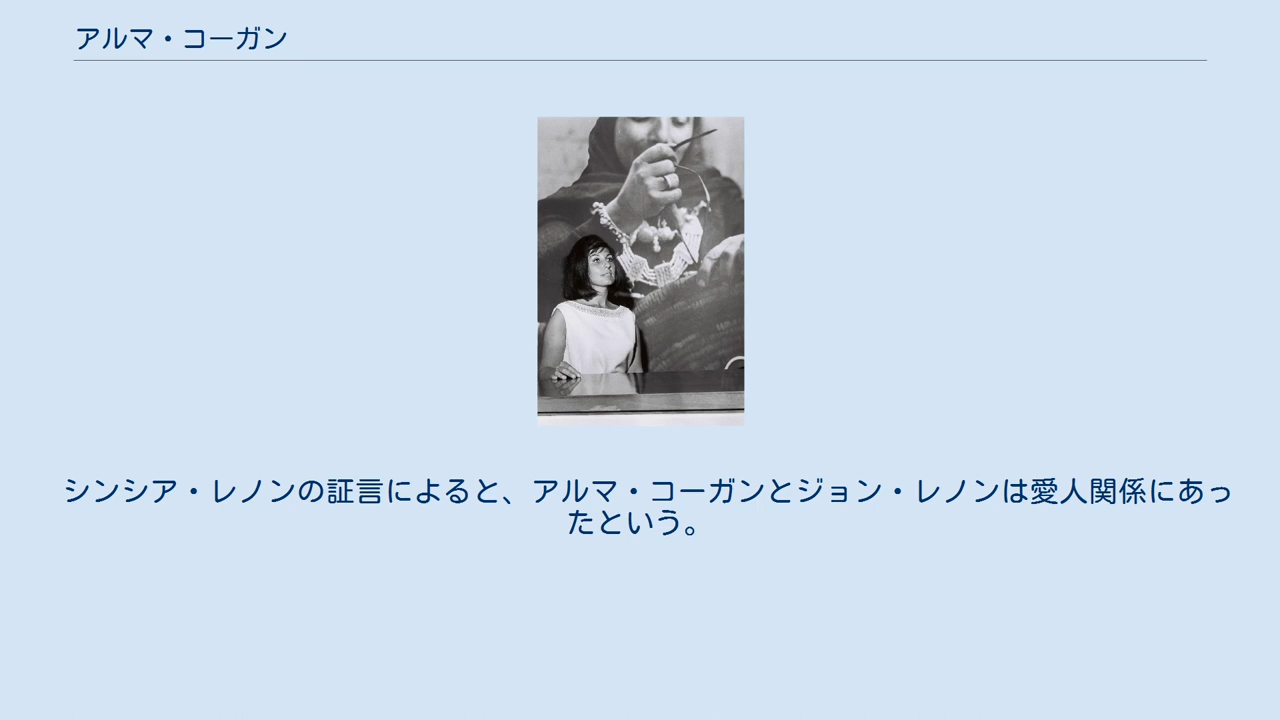 アルマ・コーガン
シンシア・レノンの証言によると、アルマ・コーガンとジョン・レノンは愛人関係にあっ
たという。